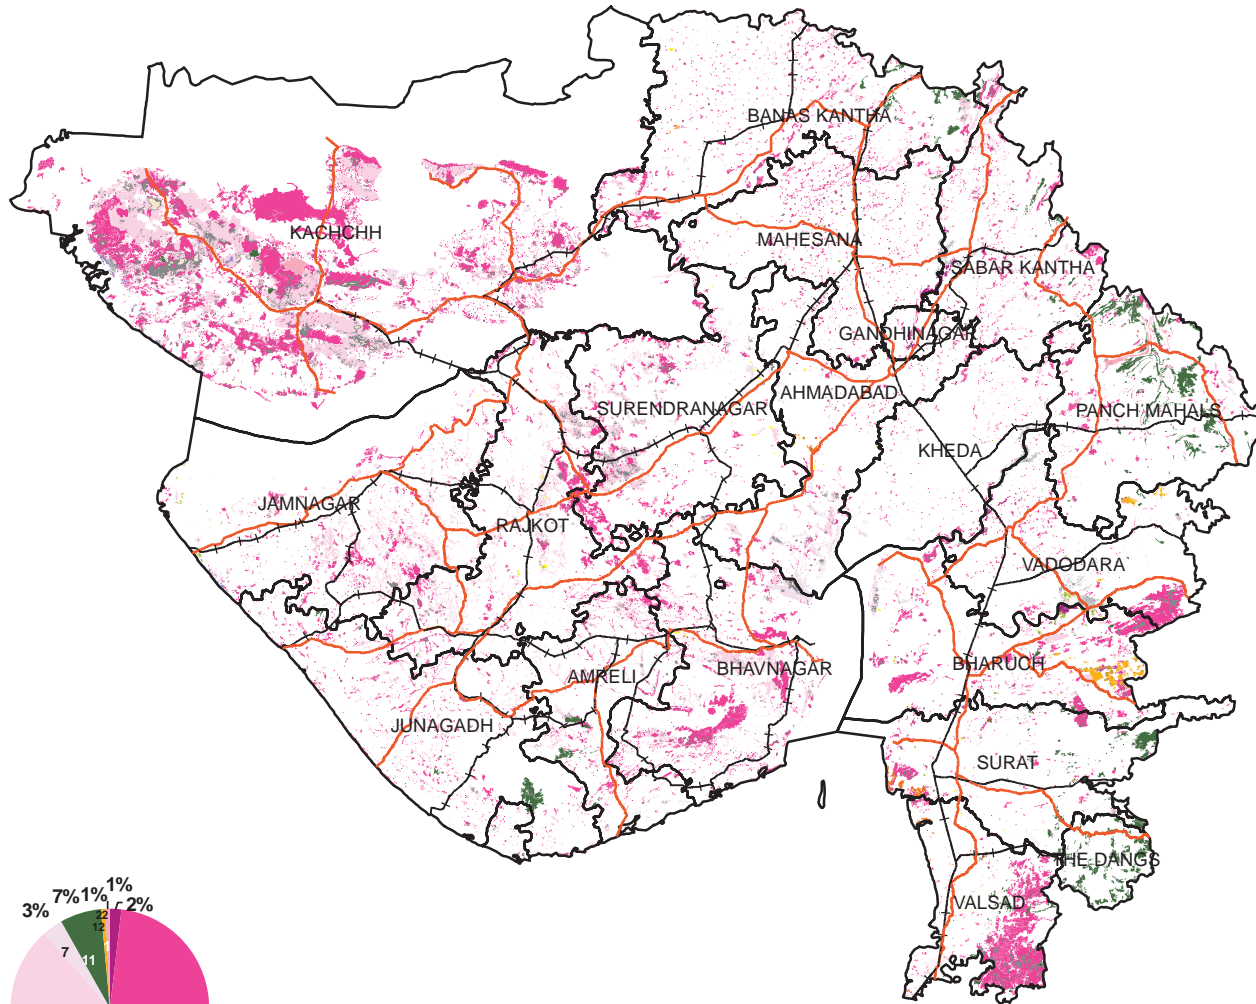 BANAS KANTHA
KACHCHH
MAHESANA
SABAR KANTHA
GANDHINAGAR
AHMADABAD
SURENDRANAGAR
PANCH MAHALS
KHEDA
JAMNAGAR
RAJKOT
VADODARA
BHARUCH
AMRELI
BHAVNAGAR
JUNAGADH
SURAT
THE DANGS
VALSAD
3%
7%
1%
1%
2%
22
12
7
11